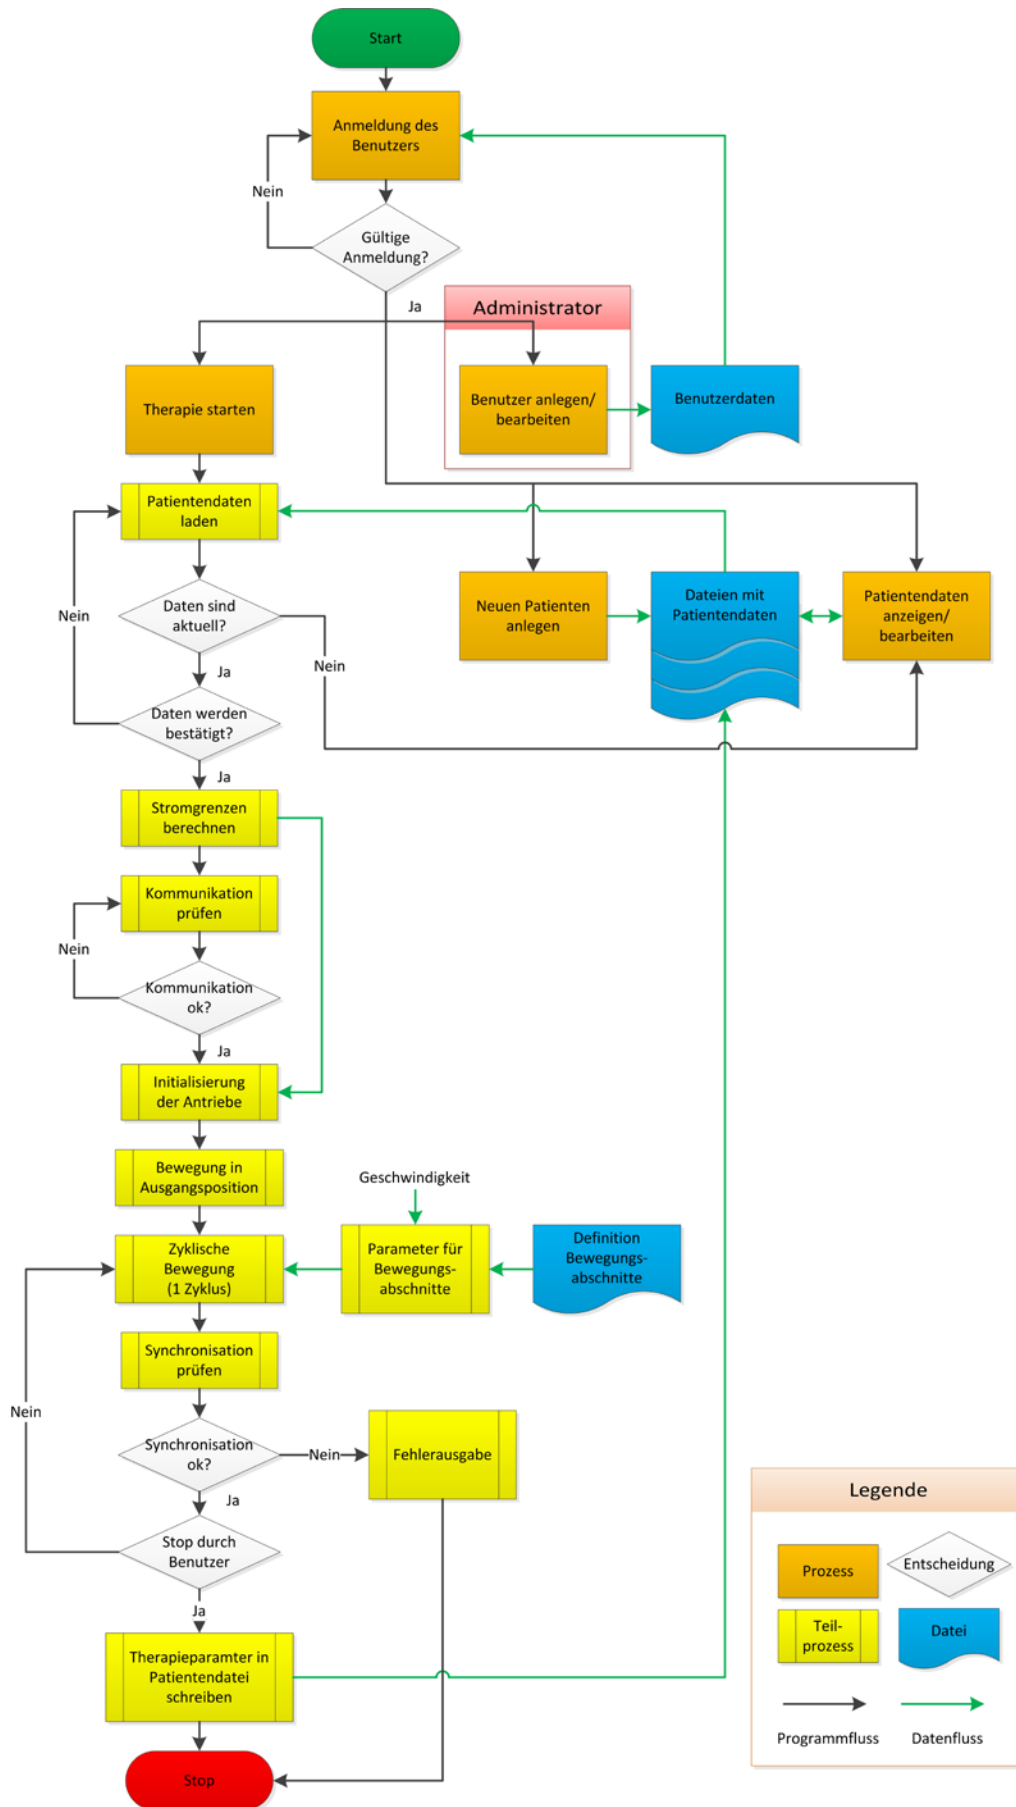 Start
Anmeldung des
Benutzers
Nein
Gültige
Anmeldung?
Ja
Administrator
Therapie starten
Benutzer anlegen/
bearbeiten
Benutzerdaten
Patientendaten
laden
Nein
Daten sind
aktuell?
Neuen Patienten
anlegen
Dateien mit
Patientendaten
Patientendaten
anzeigen/
bearbeiten
Nein
Ja
Daten werden
bestätigt?
Ja
Stromgrenzen
berechnen
Kommunikation
prüfen
Nein
Kommunikation
ok?
Ja
Initialisierung
der Antriebe
Bewegung in
Ausgangsposition
Geschwindigkeit
Zyklische
Bewegung
(1 Zyklus)
Parameter für
Bewegungs-
abschnitte
Definition
Bewegungs-
abschnitte
Synchronisation
prüfen
Nein
Synchronisation
ok?
Nein
Fehlerausgabe
Ja
Stop durch
Benutzer
Ja
Therapieparamter in
Patientendatei
schreiben
Stop
Legende
Prozess
Entscheidung
Teil-
prozess
Datei
Programmfluss
Datenfluss